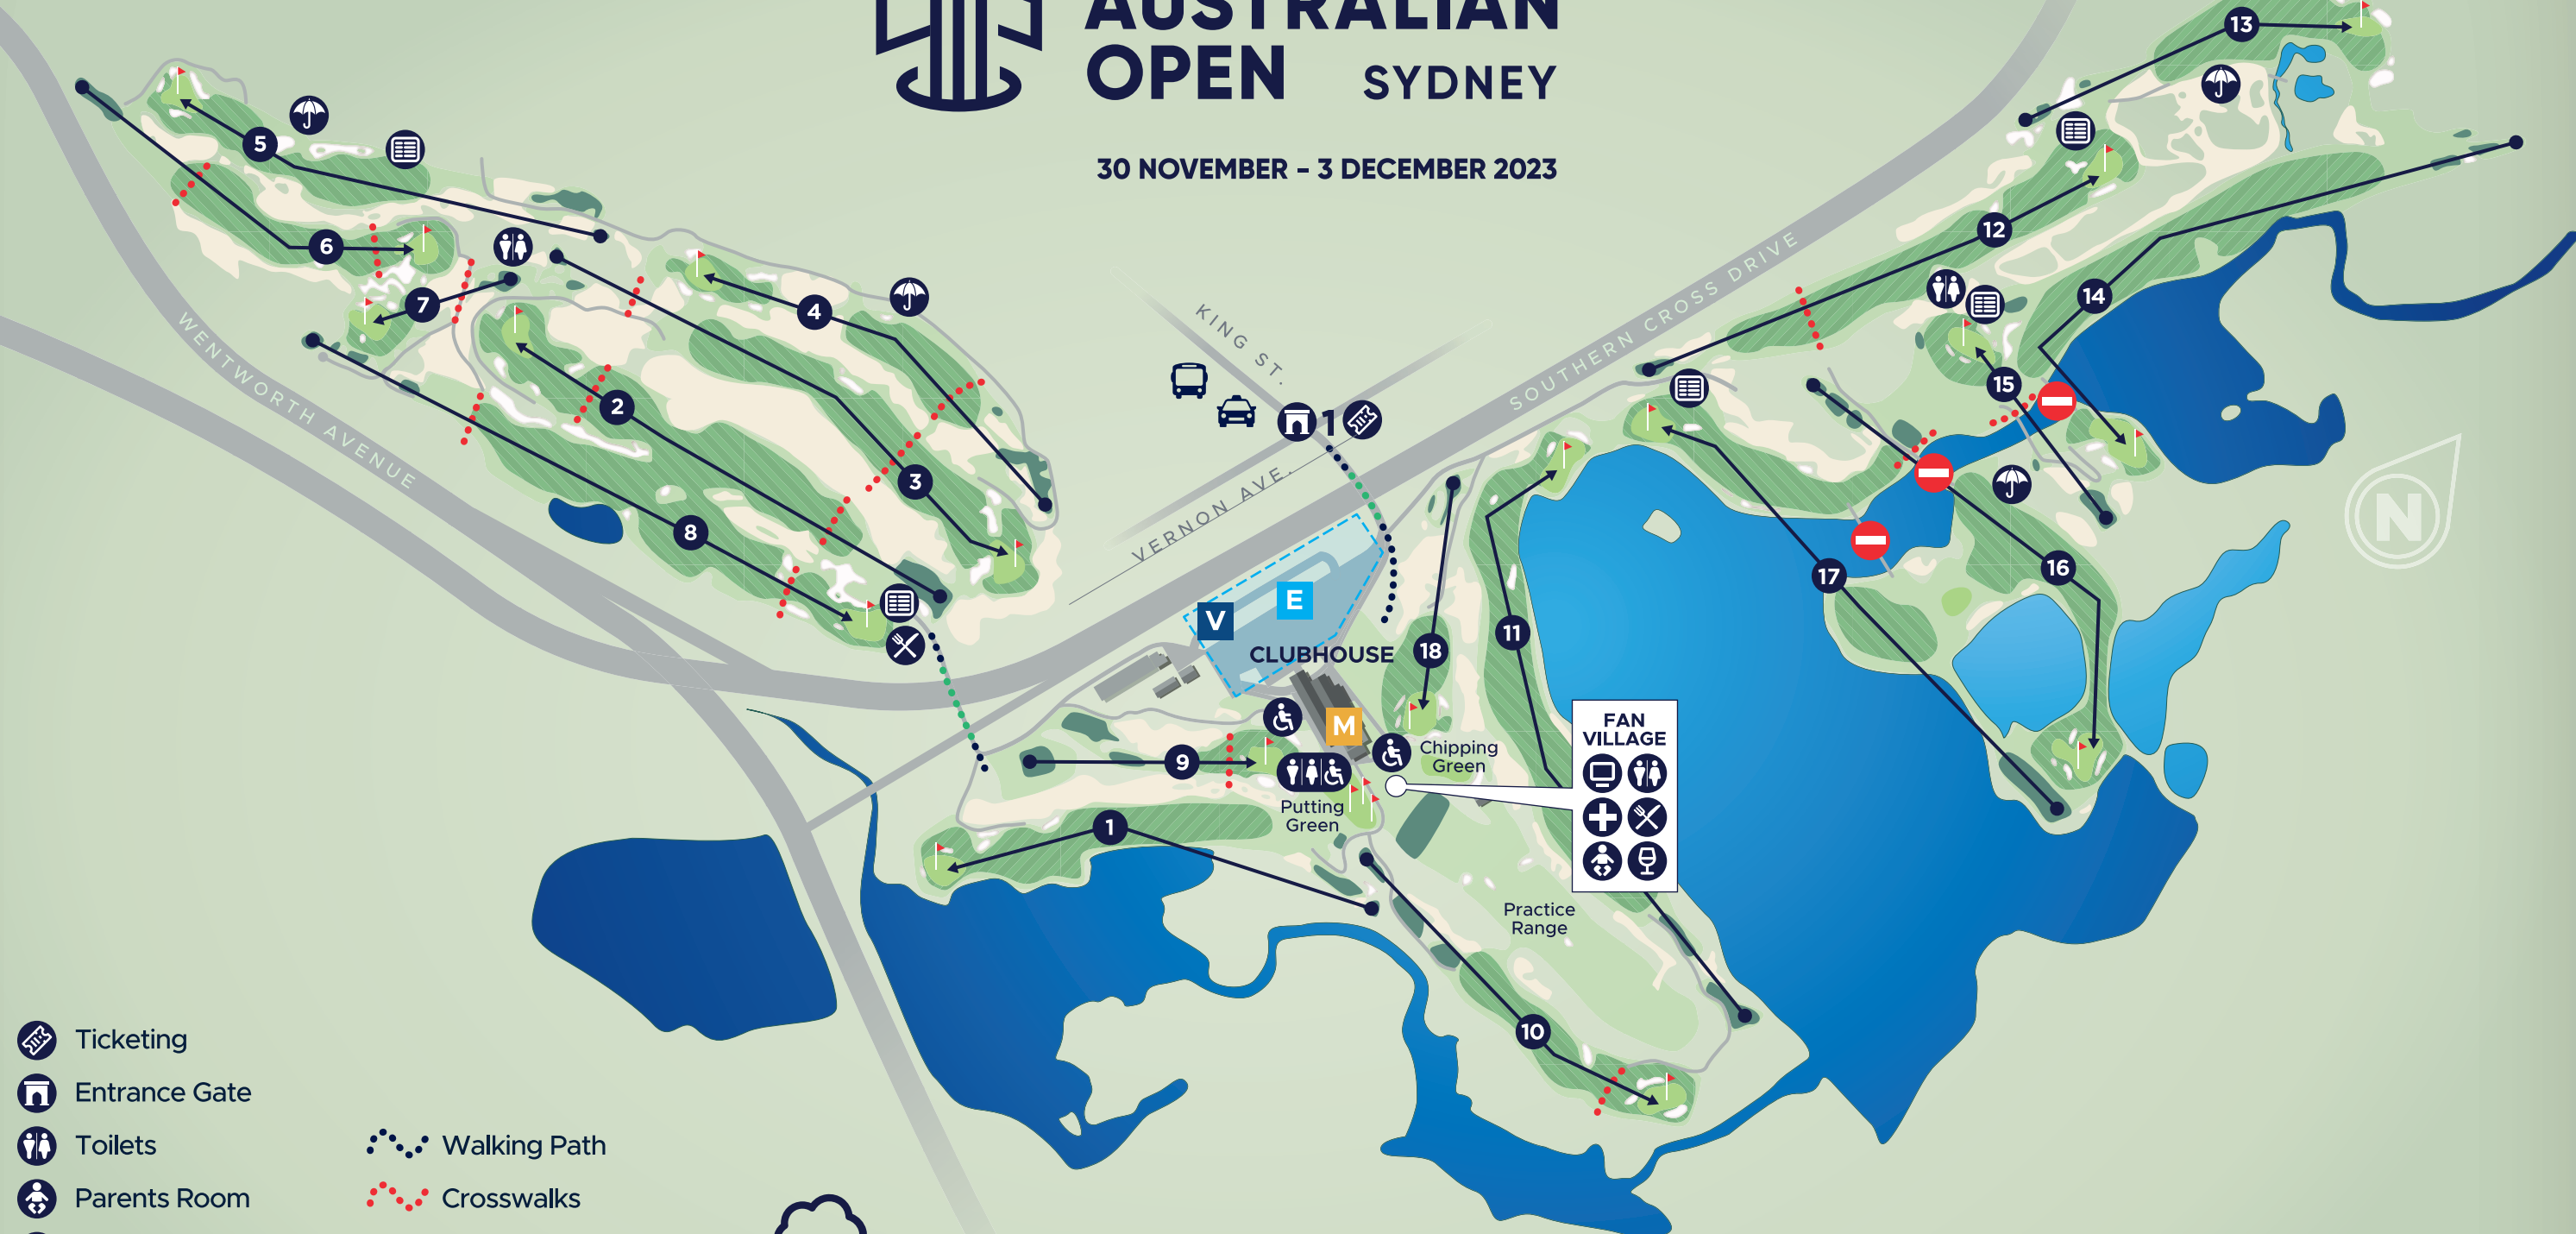 AUSTRALIAN
OPEN SYDNEY
30 NOVEMBER – 3 DECEMBER 2023
13
5
12
6
KING ST.
SOUTHERN CROSS DRIVE
14
7
4
WENTWORTH AVENUE
2
1
15
3
VERNON AVE.
N
8
16
17
V
E
11
CLUBHOUSE
18
M
FAN
VILLAGE
9
Chipping
Green
Putting
Green
1
Practice
Range
10
Ticketing
Entrance Gate
Toilets
Walking Path
Parents Room
Crosswalks